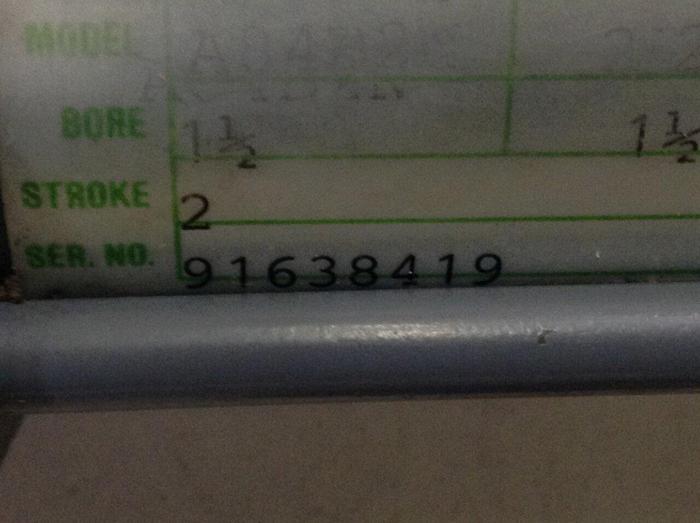 MODEL
BORE 1½ 1½
STROKE 2
SER. NO. 91638419